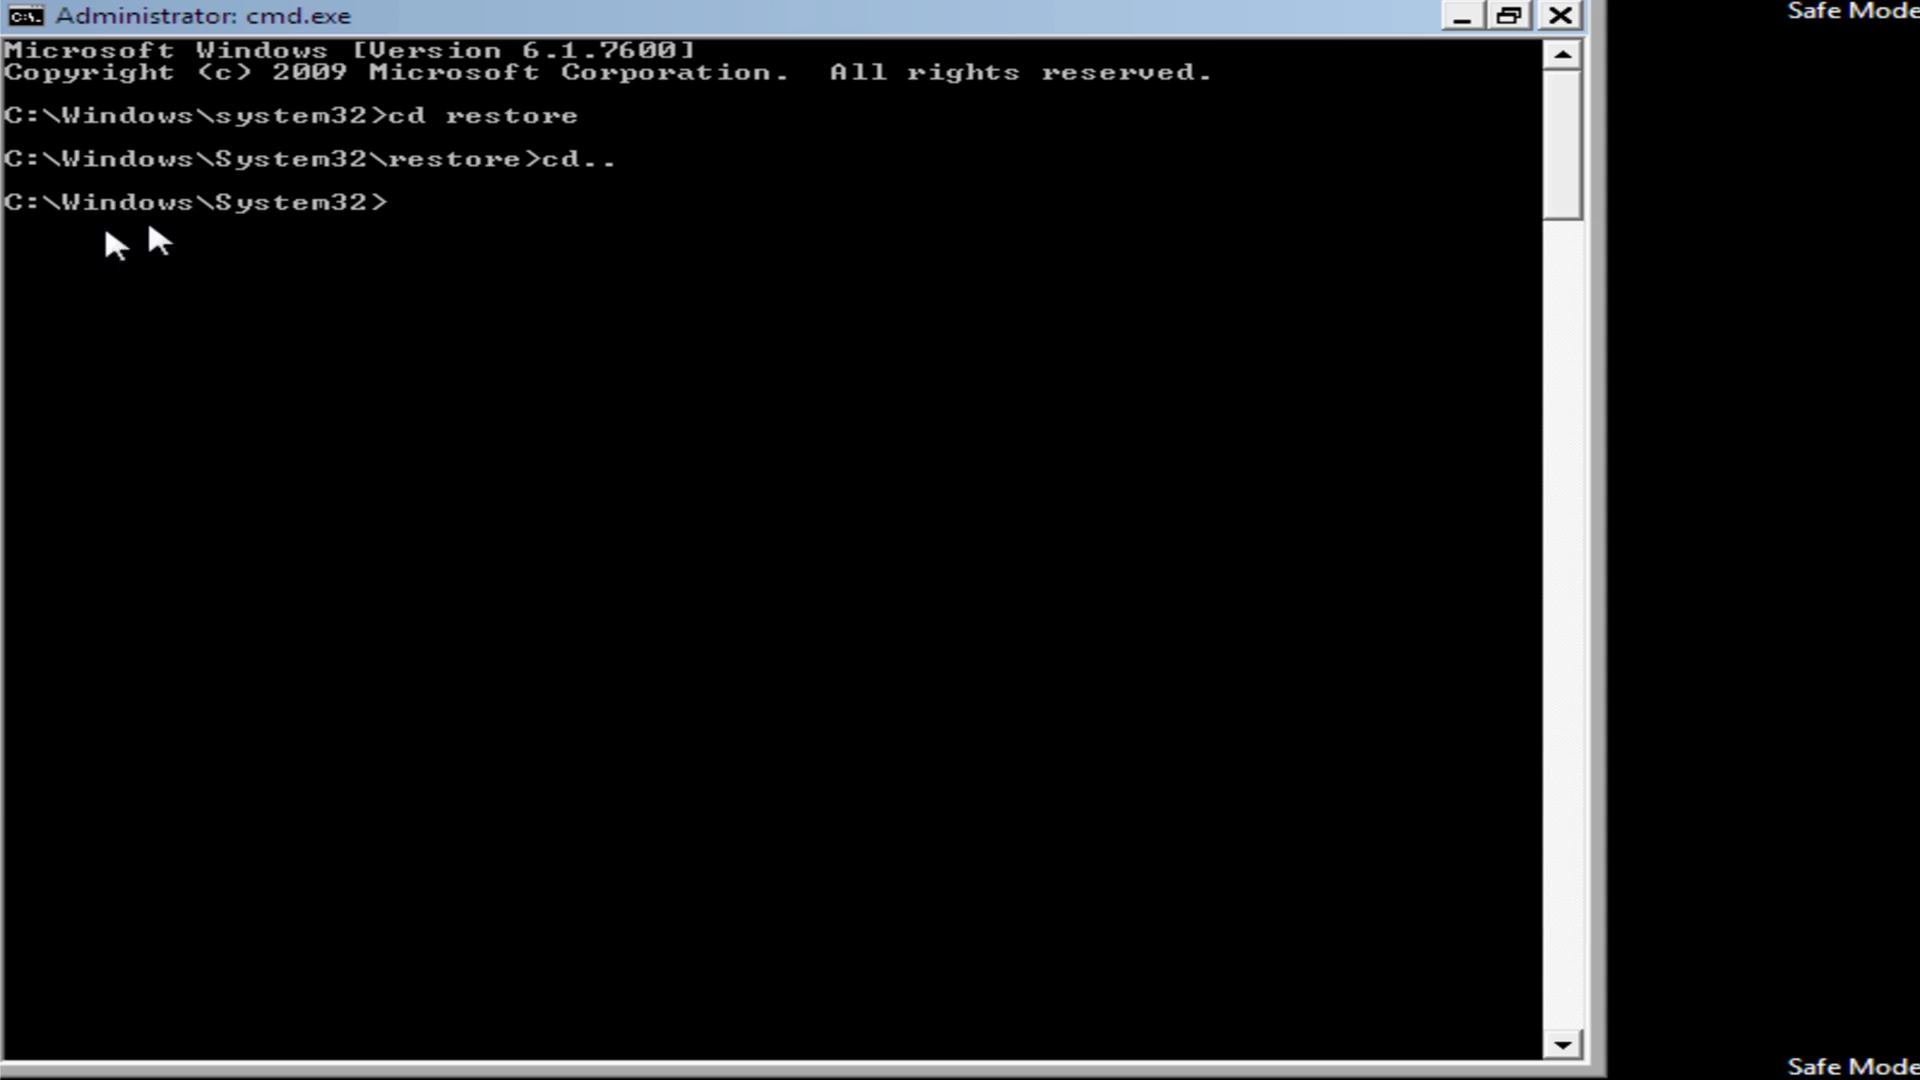 Administrator: cmd.exe
Safe Mode
Microsoft Windows [Version 6.1.7600]
Copyright (c) 2009 Microsoft Corporation.  All rights reserved.
C:\Windows\system32>cd restore
C:\Windows\System32\restore>cd..
C:\Windows\System32>
Safe Mode